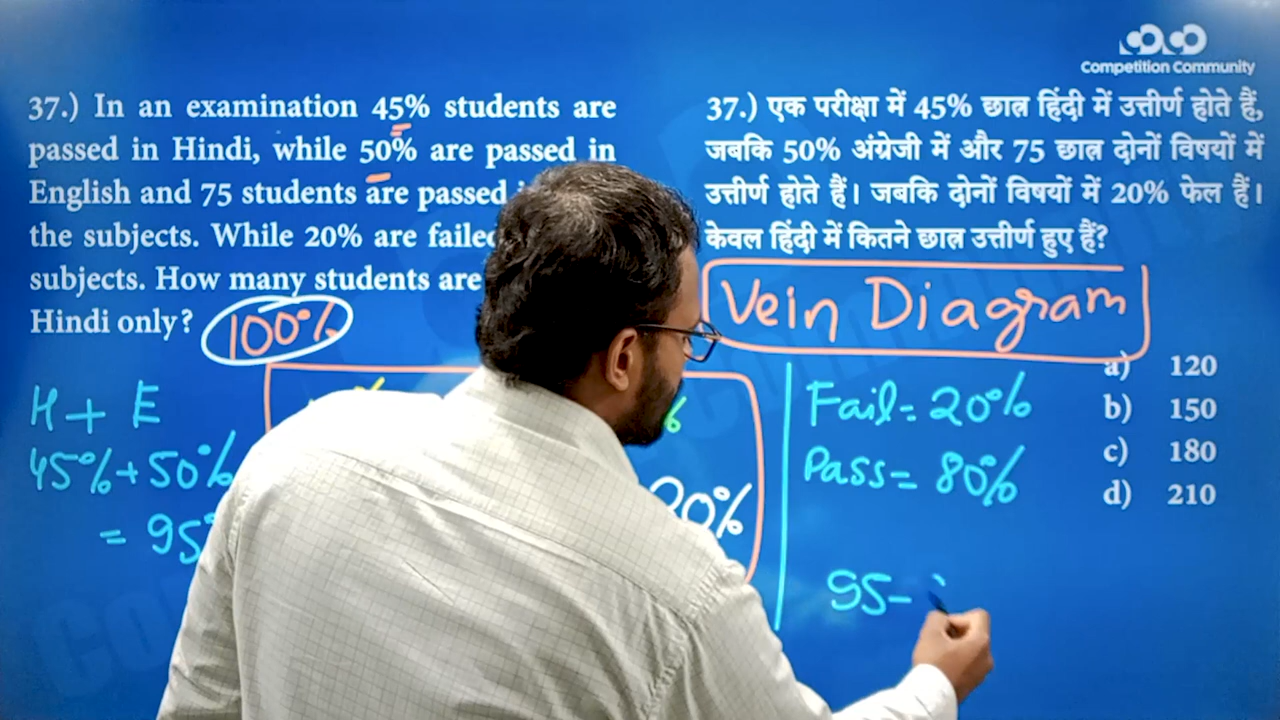 Competition Community
37.) In an examination 45% students are
passed in Hindi, while 50% are passed in
English and 75 students are passed
the subjects. While 20% are failed
subjects. How many students are
Hindi only?
100%
37.) एक परीक्षा में 45% छात्र हिंदी में उत्तीर्ण होते हैं,
जबकि 50% अंग्रेजी में और 75 छात्र दोनों विषयों में
उत्तीर्ण होते हैं। जबकि दोनों विषयों में 20% फेल हैं।
केवल हिंदी में कितने छात्र उत्तीर्ण हुए हैं?
Vein Diagram
a) 120
b) 150
c) 180
d) 210
H + E
45% + 50%
= 95
%
%
20%
Fail = 20%
Pass = 80%
95 -